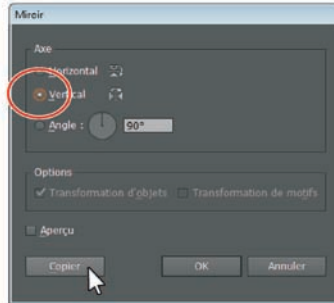 Miroir
Axe
Horizontal
Vertical
Angle : 90°
Options
Transformation d'objets Transformation de motifs
Aperçu
Copier OK Annuler